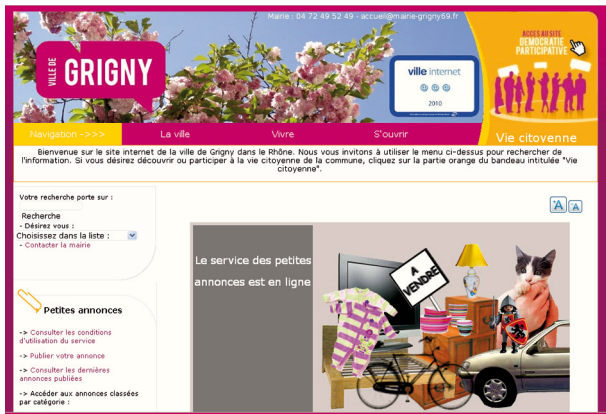 Mairie : 04 72 49 52 49 - accueil@mairie-grigny69.fr
VILLE DE GRIGNY
ville internet
2010
ACCESSIBILITÉ
DEMOCRATIE
PARTICIPATIVE
Navigation ->>>
La ville
Vivre
S'ouvrir
Vie citoyenne
Bienvenue sur le site internet de la ville de Grigny dans le Rhône. Nous vous invitons à utiliser le menu ci-dessus pour rechercher de
l'information. Si vous désirez découvrir ou participer à la vie citoyenne de la commune, cliquez sur la partie orange du bandeau intitulée "Vie
citoyenne".
Votre recherche porte sur :
Recherche
- Désirez vous :
Choisissez dans la liste :
- Contacter la mairie
A A
Le service des petites
annonces est en ligne
A
VENDRE
Petites annonces
-> Consulter les conditions
d'utilisation du service
-> Publier votre annonce
-> Consulter les dernières
annonces publiées
-> Accéder aux annonces classées
par catégorie :